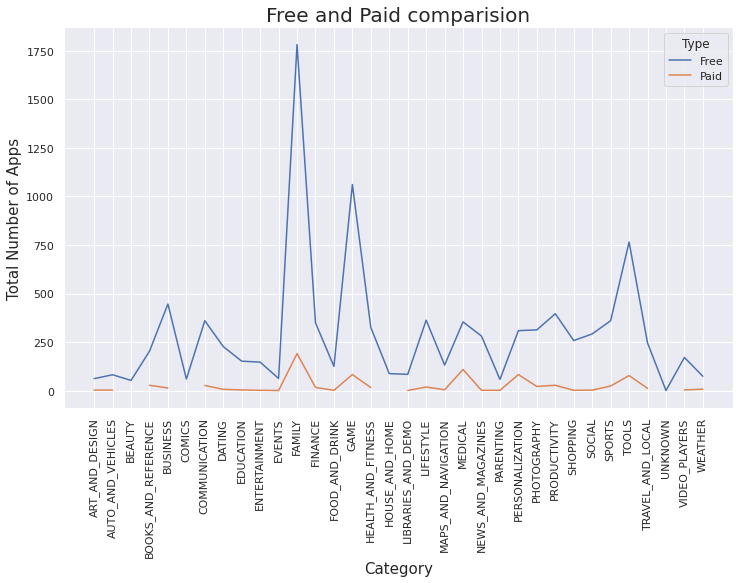 Free and Paid comparision
Type
Free
Paid
Total Number of Apps
1750
1500
1250
1000
750
500
250
0
ART_AND_DESIGN
AUTO_AND_VEHICLES
BEAUTY
BOOKS_AND_REFERENCE
BUSINESS
COMICS
COMMUNICATION
DATING
EDUCATION
ENTERTAINMENT
EVENTS
FAMILY
FINANCE
FOOD_AND_DRINK
GAME
HEALTH_AND_FITNESS
HOUSE_AND_HOME
LIBRARIES_AND_DEMO
LIFESTYLE
MAPS_AND_NAVIGATION
MEDICAL
NEWS_AND_MAGAZINES
PARENTING
PERSONALIZATION
PHOTOGRAPHY
PRODUCTIVITY
SHOPPING
SOCIAL
SPORTS
TOOLS
TRAVEL_AND_LOCAL
UNKNOWN
VIDEO_PLAYERS
WEATHER
Category